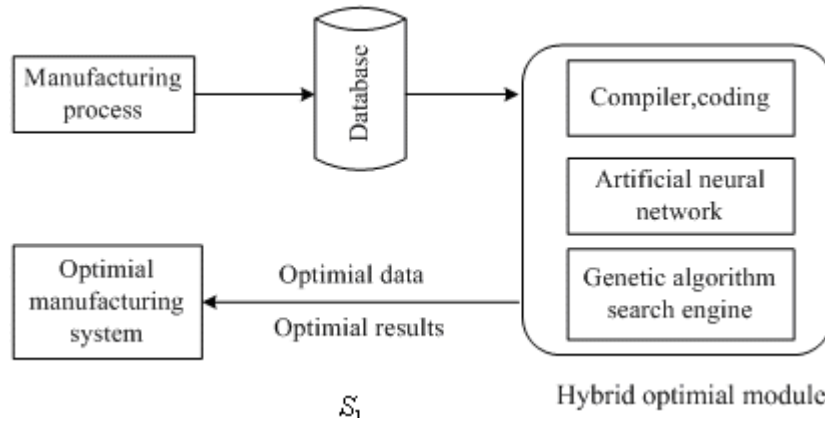 Manufacturing
process
Database
Compiler,coding
Artificial neural
network
Genetic algorithm
search engine
Hybrid optimial module
Optimial data
Optimial results
Optimial
manufacturing
system
S₁